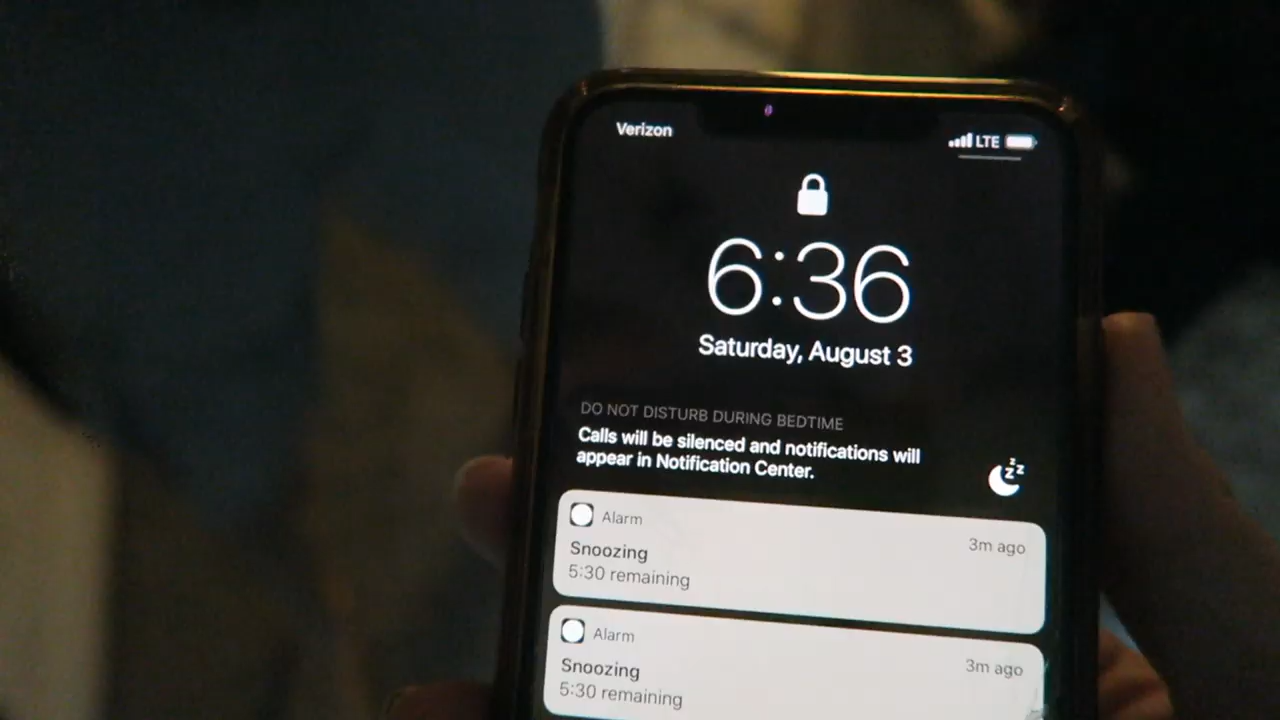 Verizon
LTE
6:36
Saturday, August 3
DO NOT DISTURB DURING BEDTIME
Calls will be silenced and notifications will
appear in Notification Center.
Alarm
3m ago
Snoozing
5:30 remaining
Alarm
3m ago
Snoozing
5:30 remaining